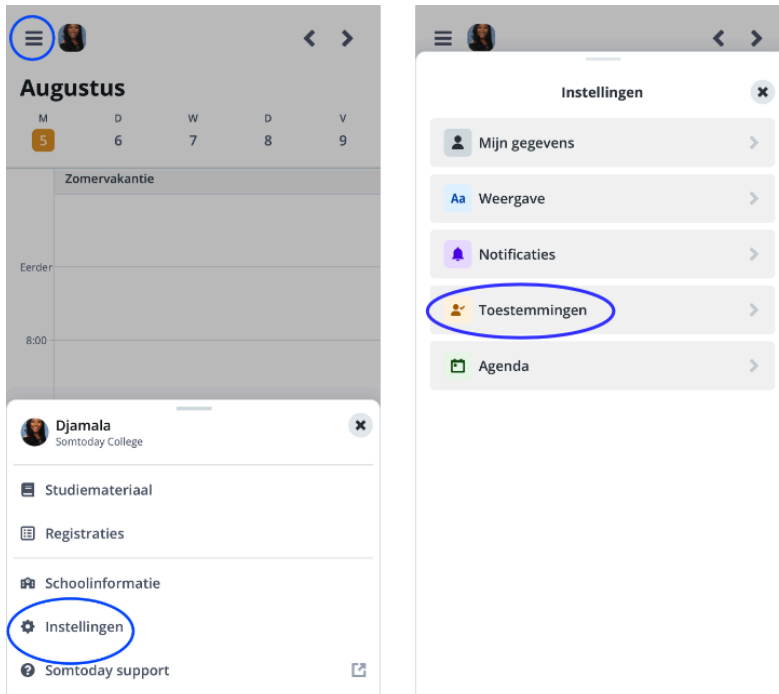 Augustus
M D W D V
5 6 7 8 9
Zomervakantie
Eerder
8:00
Djamala
Somtoday College
Studiemateriaal
Registraties
Schoolinformatie
Instellingen
Somtoday support
Instellingen
Mijn gegevens
Aa Weergave
Notificaties
Toestemmingen
Agenda